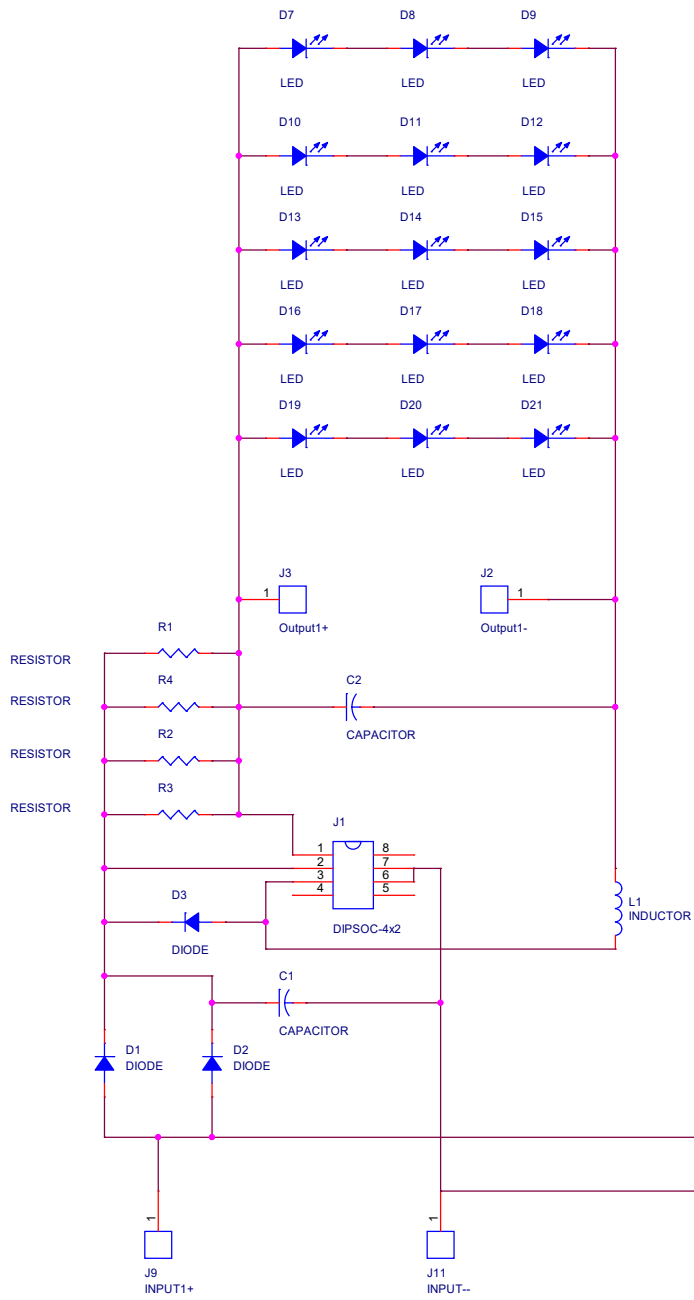 D7 D8 D9
LED LED LED
D10 D11 D12
LED LED LED
D13 D14 D15
LED LED LED
D16 D17 D18
LED LED LED
D19 D20 D21
LED LED LED
J3 J2
1 1
Output1+ Output1-
R1
RESISTOR
R4 C2
RESISTOR
CAPACITOR
R2
RESISTOR
R3
RESISTOR
J1
1 8
2 7
3 6
4 5
D3
L1
INDUCTOR
DIPSOC-4x2
DIODE
C1
CAPACITOR
D1 D2
DIODE DIODE
1 1
J9 J11
INPUT1+ INPUT--